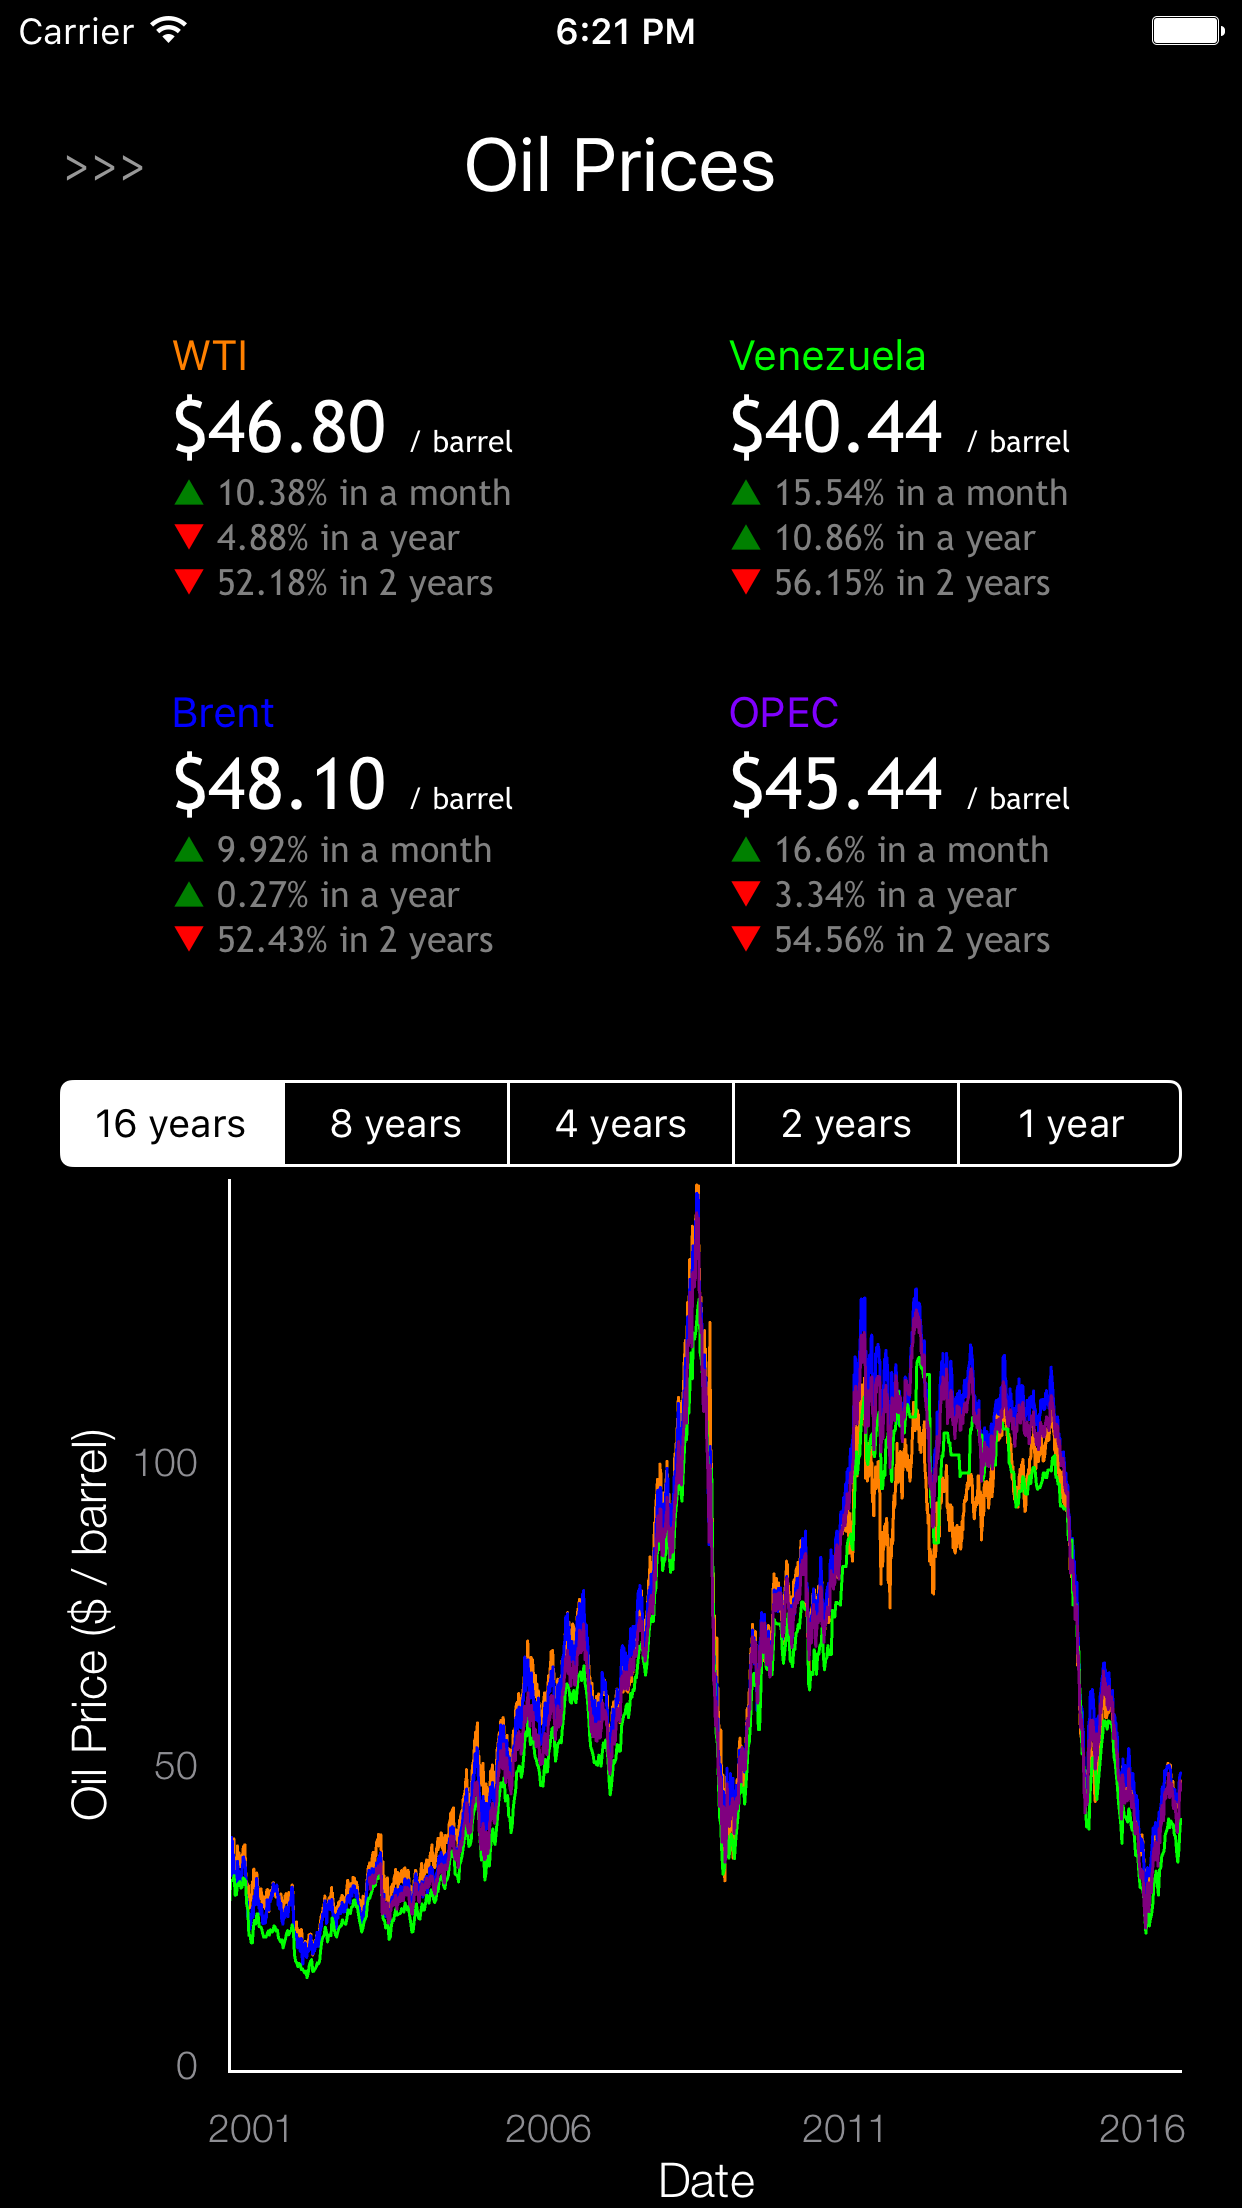 Carrier 6:21 PM
>>> Oil Prices
WTI
$46.80 / barrel
▲ 10.38% in a month
▼ 4.88% in a year
▼ 52.18% in 2 years
Venezuela
$40.44 / barrel
▲ 15.54% in a month
▲ 10.86% in a year
▼ 56.15% in 2 years
Brent
$48.10 / barrel
▲ 9.92% in a month
▲ 0.27% in a year
▼ 52.43% in 2 years
OPEC
$45.44 / barrel
▲ 16.6% in a month
▼ 3.34% in a year
▼ 54.56% in 2 years
16 years 8 years 4 years 2 years 1 year
Oil Price ($ / barrel)
100
50
0
2001 2006 2011 2016
Date